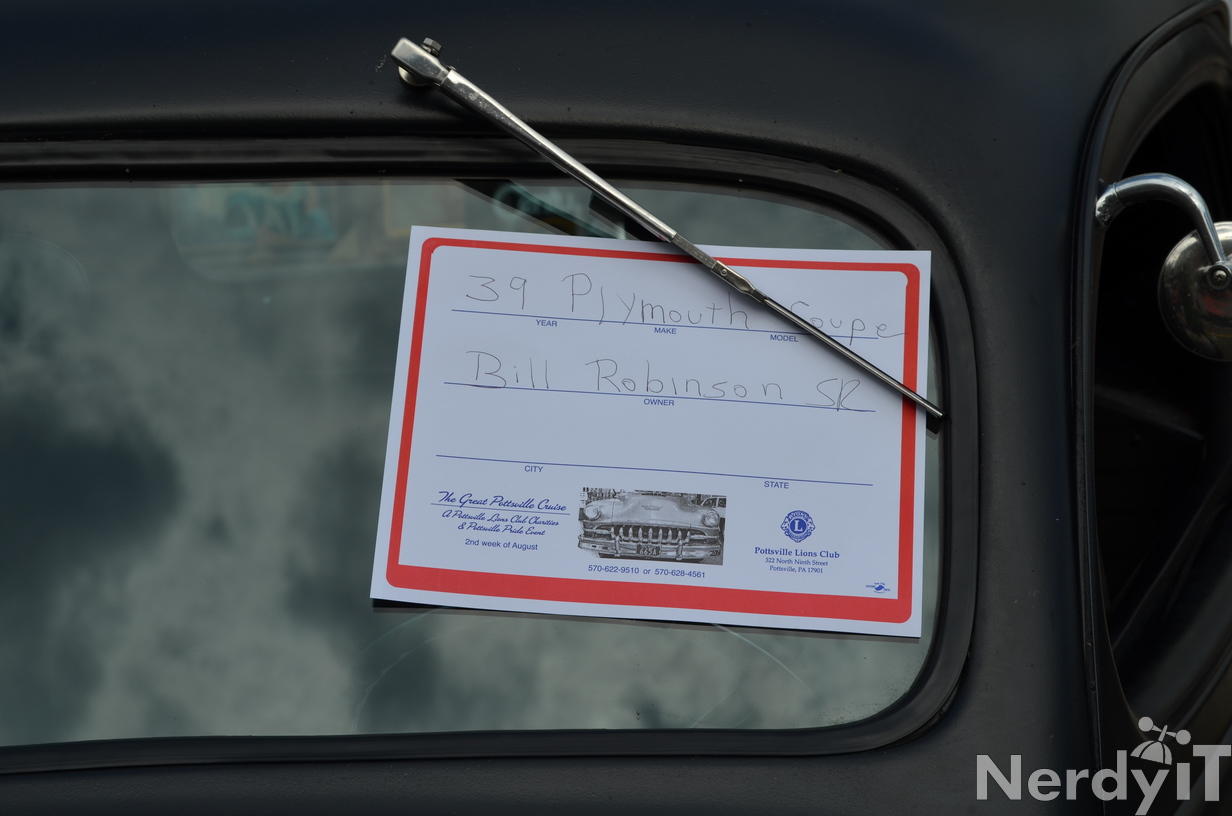 39 Plymouth Coupe
YEAR MAKE MODEL
Bill Robinson SR
OWNER
CITY STATE
The Great Pottsville Cruise
A Pottsville Lions Club Charities
& Pottsville Pride Event
2nd week of August
570-622-9510 or 570-628-4561
L
Pottsville Lions Club
322 North Ninth Street
Pottsville, PA 17901
NerdyiT